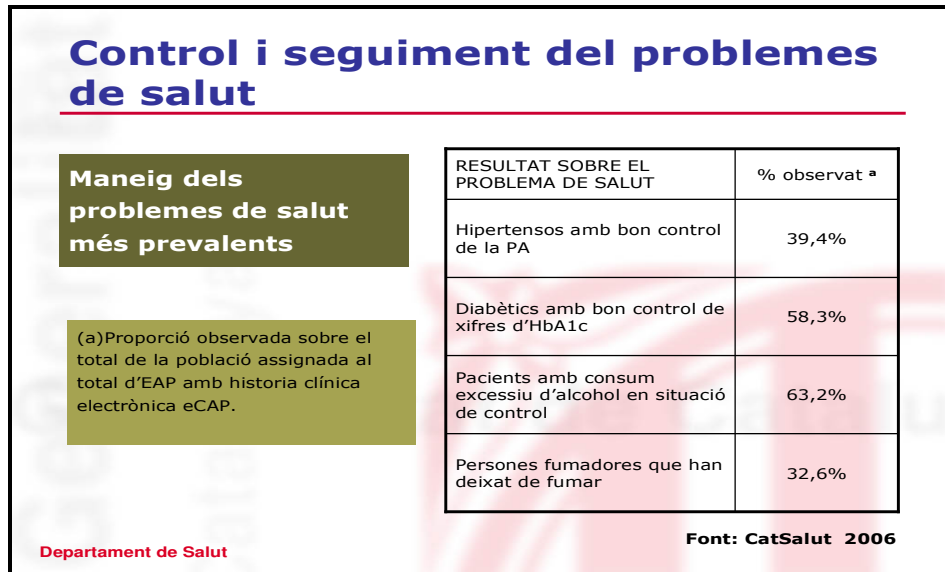 Control i seguiment del problemes
de salut
Maneig dels
problemes de salut
més prevalents
(a)Proporció observada sobre el
total de la població assignada al
total d'EAP amb historia clínica
electrònica eCAP.
RESULTAT SOBRE EL
PROBLEMA DE SALUT
% observat a
Hipertensos amb bon control
de la PA
39,4%
Diabètics amb bon control de
xifres d'HbA1c
58,3%
Pacients amb consum
excessiu d'alcohol en situació
de control
63,2%
Persones fumadores que han
deixat de fumar
32,6%
Font: CatSalut 2006
Departament de Salut